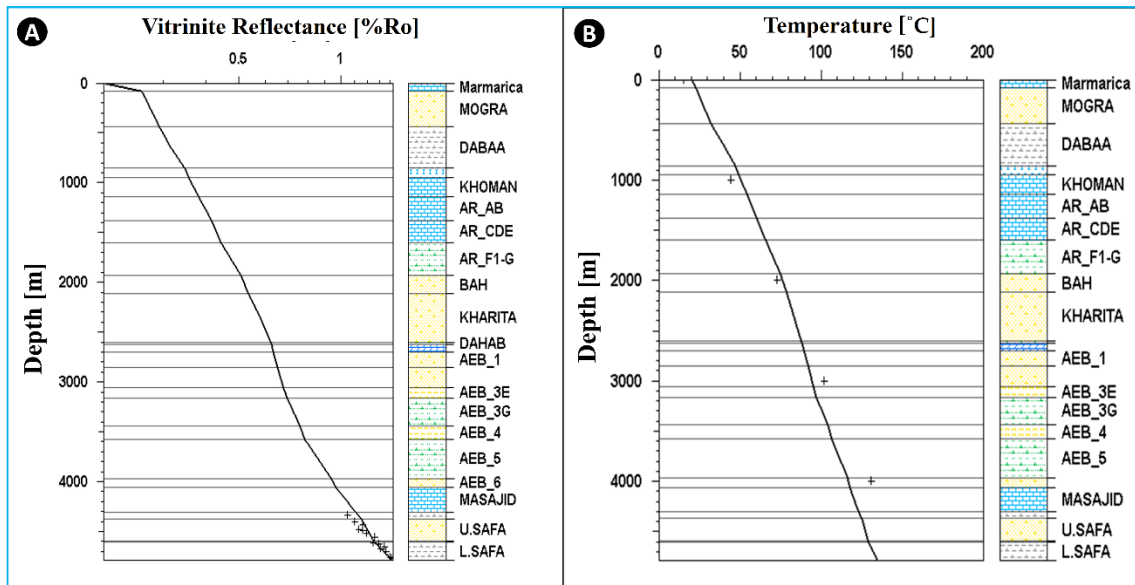 A
Vitrinite Reflectance [%Ro]
0.5 1
Depth [m]
0
1000
2000
3000
4000
Marmarica
MOGRA
DABAA
KHOMAN
AR_AB
AR_CDE
AR_F1-G
BAH
KHARITA
DAHAB
AEB_1
AEB_3E
AEB_3G
AEB_4
AEB_5
AEB_6
MASAJID
U.SAFA
L.SAFA
B
Temperature [˚C]
0 50 100 150 200
Depth [m]
0
1000
2000
3000
4000
Marmarica
MOGRA
DABAA
KHOMAN
AR_AB
AR_CDE
AR_F1-G
BAH
KHARITA
AEB_1
AEB_3E
AEB_3G
AEB_4
AEB_5
MASAJID
U.SAFA
L.SAFA